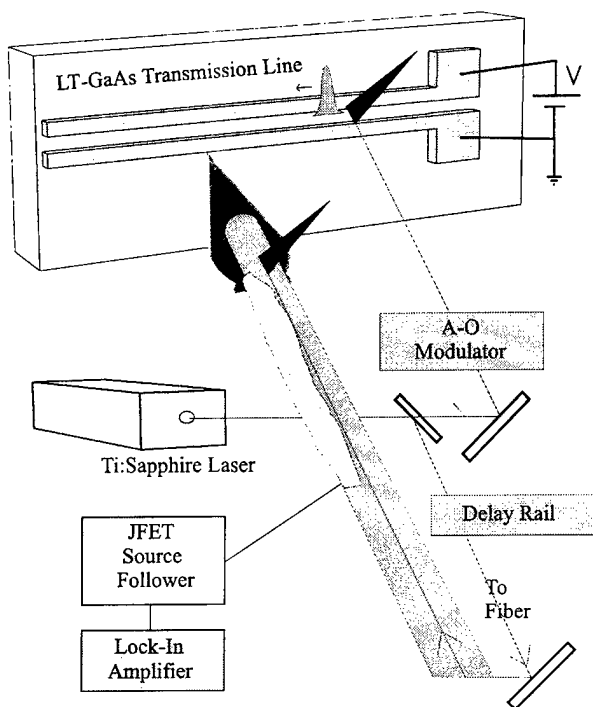 LT-GaAs Transmission Line
V
A-O
Modulator
Ti:Sapphire Laser
Delay Rail
JFET
Source
Follower
To
Fiber
Lock-In
Amplifier